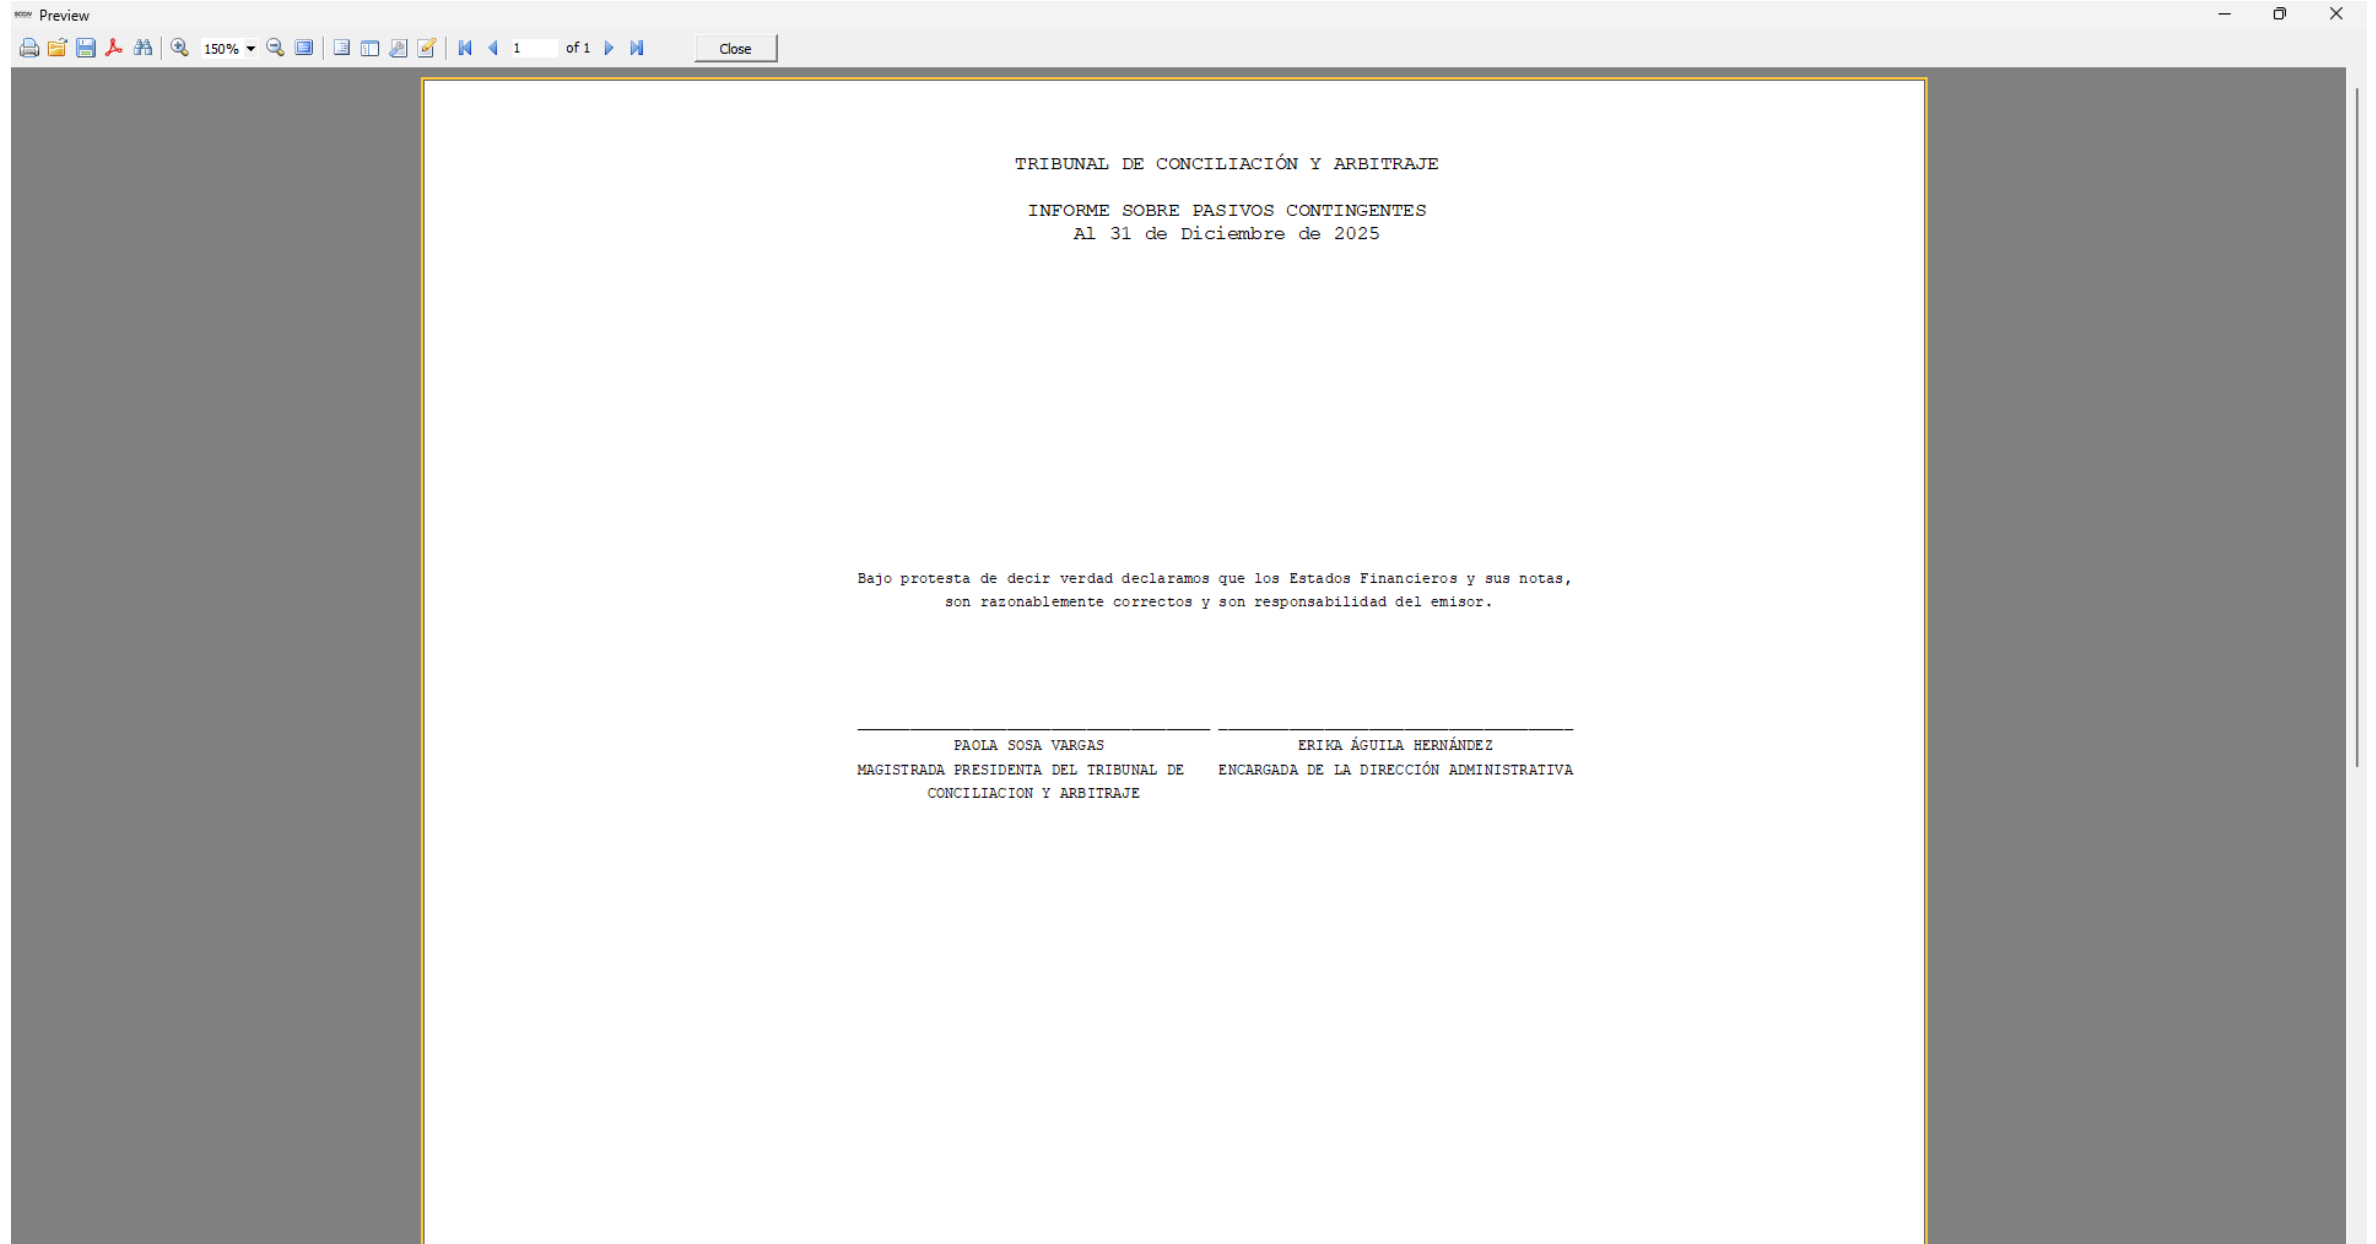 Preview
150%
1 of 1
Close
TRIBUNAL DE CONCILIACIÓN Y ARBITRAJE
INFORME SOBRE PASIVOS CONTINGENTES
Al 31 de Diciembre de 2025
Bajo protesta de decir verdad declaramos que los Estados Financieros y sus notas,
son razonablemente correctos y son responsabilidad del emisor.
PAOLA SOSA VARGAS
MAGISTRADA PRESIDENTA DEL TRIBUNAL DE
CONCILIACION Y ARBITRAJE
ERIKA ÁGUILA HERNÁNDEZ
ENCARGADA DE LA DIRECCIÓN ADMINISTRATIVA